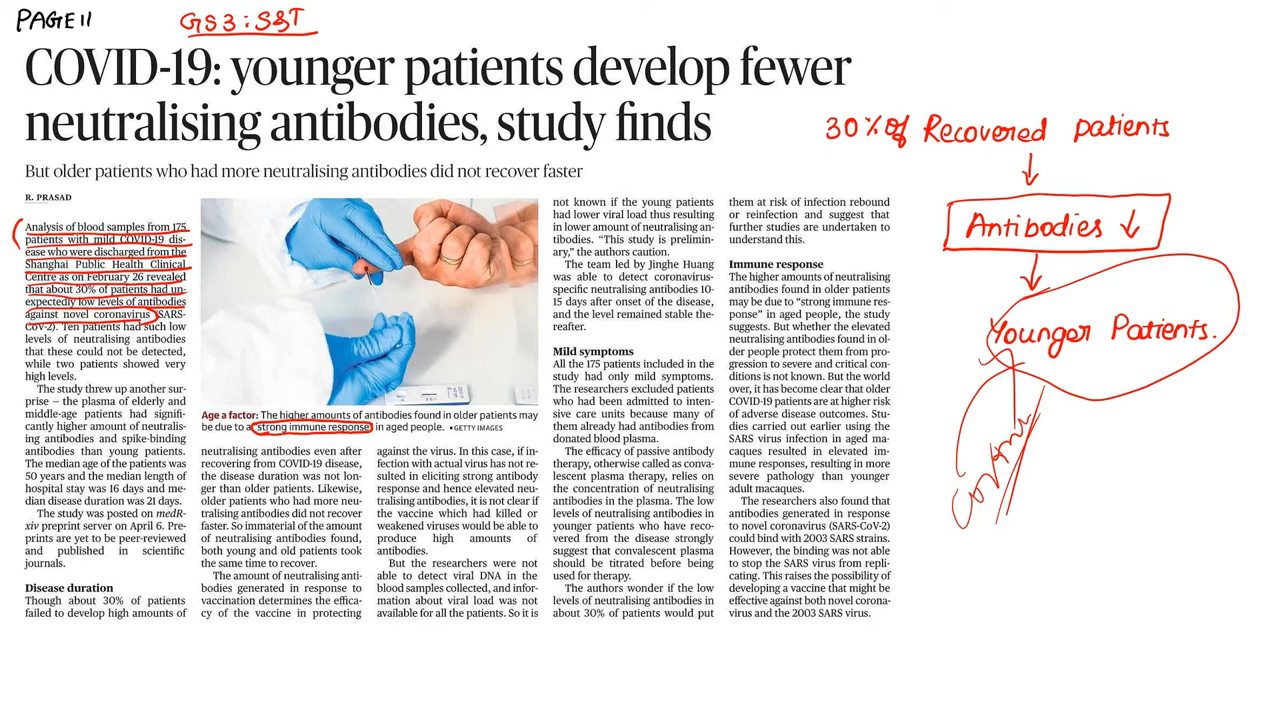 PAGE 11
GS3 : S&T
COVID-19: younger patients develop fewer
neutralising antibodies, study finds
But older patients who had more neutralising antibodies did not recover faster
R. PRASAD
Analysis of blood samples from 175
patients with mild COVID-19 dis-
ease who were discharged from the
Shanghai Public Health Clinical
Centre as on February 26 revealed
that about 30% of patients had un-
expectedly low levels of antibodies
against novel coronavirus (SARS-
CoV-2). Ten patients had such low
levels of neutralising antibodies
that these could not be detected,
while two patients showed very
high levels.
The study threw up another sur-
prise – the plasma of elderly and
middle-age patients had signifi-
cantly higher amount of neutralis-
ing antibodies and spike-binding
antibodies than young patients.
The median age of the patients was
50 years and the median length of
hospital stay was 16 days and me-
dian disease duration was 21 days.
The study was posted on medR-
xiv preprint server on April 6. Pre-
prints are yet to be peer-reviewed
and published in scientific
journals.
Disease duration
Though about 30% of patients
failed to develop high amounts of
Age a factor: The higher amounts of antibodies found in older patients may
be due to a strong immune response in aged people. • GETTY IMAGES
neutralising antibodies even after
recovering from COVID-19 disease,
the disease duration was not lon-
ger than older patients. Likewise,
older patients who had more neu-
tralising antibodies did not recover
faster. So immaterial of the amount
of neutralising antibodies found,
both young and old patients took
the same time to recover.
The amount of neutralising anti-
bodies generated in response to
vaccination determines the effica-
cy of the vaccine in protecting
against the virus. In this case, if in-
fection with actual virus has not re-
sulted in eliciting strong antibody
response and hence elevated neu-
tralising antibodies, it is not clear if
the vaccine which had killed or
weakened viruses would be able to
produce high amounts of
antibodies.
But the researchers were not
able to detect viral DNA in the
blood samples collected, and infor-
mation about viral load was not
available for all the patients. So it is
not known if the young patients
had lower viral load thus resulting
in lower amount of neutralising an-
tibodies. “This study is prelimin-
ary,” the authors caution.
The team led by Jinghe Huang
was able to detect coronavirus-
specific neutralising antibodies 10-
15 days after onset of the disease,
and the level remained stable the-
reafter.
Mild symptoms
All the 175 patients included in the
study had only mild symptoms.
The researchers excluded patients
who had been admitted to inten-
sive care units because many of
them already had antibodies from
donated blood plasma.
The efficacy of passive antibody
therapy, otherwise called as conva-
lescent plasma therapy, relies on
the concentration of neutralising
antibodies in the plasma. The low
levels of neutralising antibodies in
younger patients who have reco-
vered from the disease strongly
suggest that convalescent plasma
should be titrated before being
used for therapy.
The authors wonder if the low
levels of neutralising antibodies in
about 30% of patients would put
them at risk of infection rebound
or reinfection and suggest that
further studies are undertaken to
understand this.
Immune response
The higher amounts of neutralising
antibodies found in older patients
may be due to “strong immune res-
ponse” in aged people, the study
suggests. But whether the elevated
neutralising antibodies found in ol-
der people protect them from pro-
gression to severe and critical con-
ditions is not known. But the world
over, it has become clear that older
COVID-19 patients are at higher risk
of adverse disease outcomes. Stu-
dies carried out earlier using the
SARS virus infection in aged ma-
caques resulted in elevated im-
mune responses, resulting in more
severe pathology than younger
adult macaques.
The researchers also found that
antibodies generated in response
to novel coronavirus (SARS-CoV-2)
could bind with 2003 SARS strains.
However, the binding was not able
to stop the SARS virus from repli-
cating. This raises the possibility of
developing a vaccine that might be
effective against both novel corona-
virus and the 2003 SARS virus.
30% of Recovered patients
Antibodies ↓
Younger Patients.